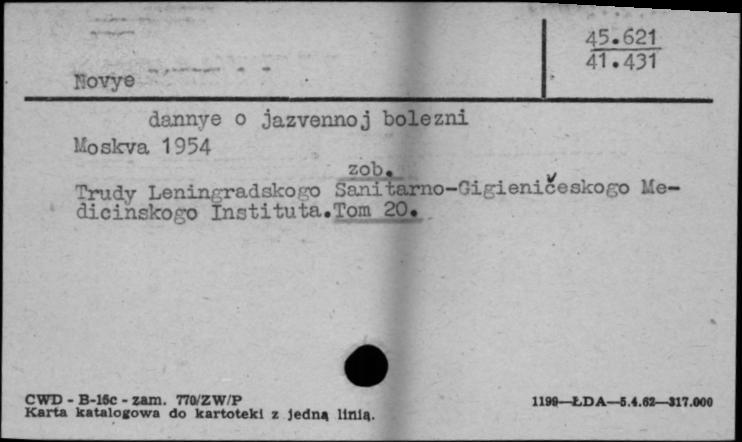 45.621
41.431
Novye
dannye o jazvennoj bolezni
Moskva 1954
zob.
Trudy Leningradskogo Sanitarno-Gigieničeskogo Me-
dicinskogo Instituta.Tom 20.
CWD - B-16c - zam. 770/ZW/P
Karta katalogowa do kartoteki z jedną linią.
1199—ŁDA—5.4.62—317.000